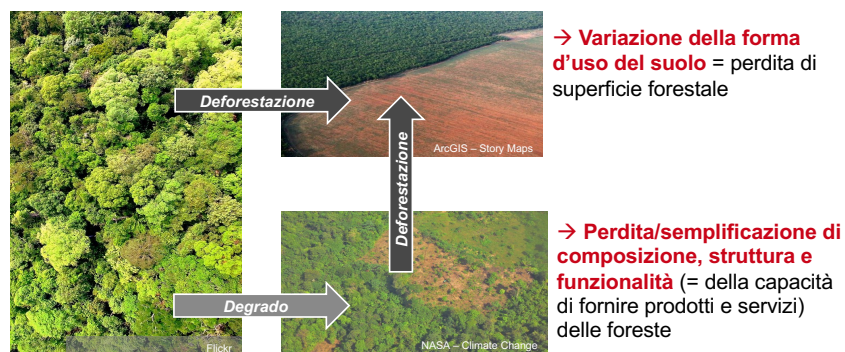 Deforestazione
ArcGIS – Story Maps
→ Variazione della forma
d’uso del suolo = perdita di
superficie forestale
Deforestazione
Degrado
Flickr
NASA – Climate Change
→ Perdita/semplificazione di
composizione, struttura e
funzionalità (= della capacità
di fornire prodotti e servizi)
delle foreste